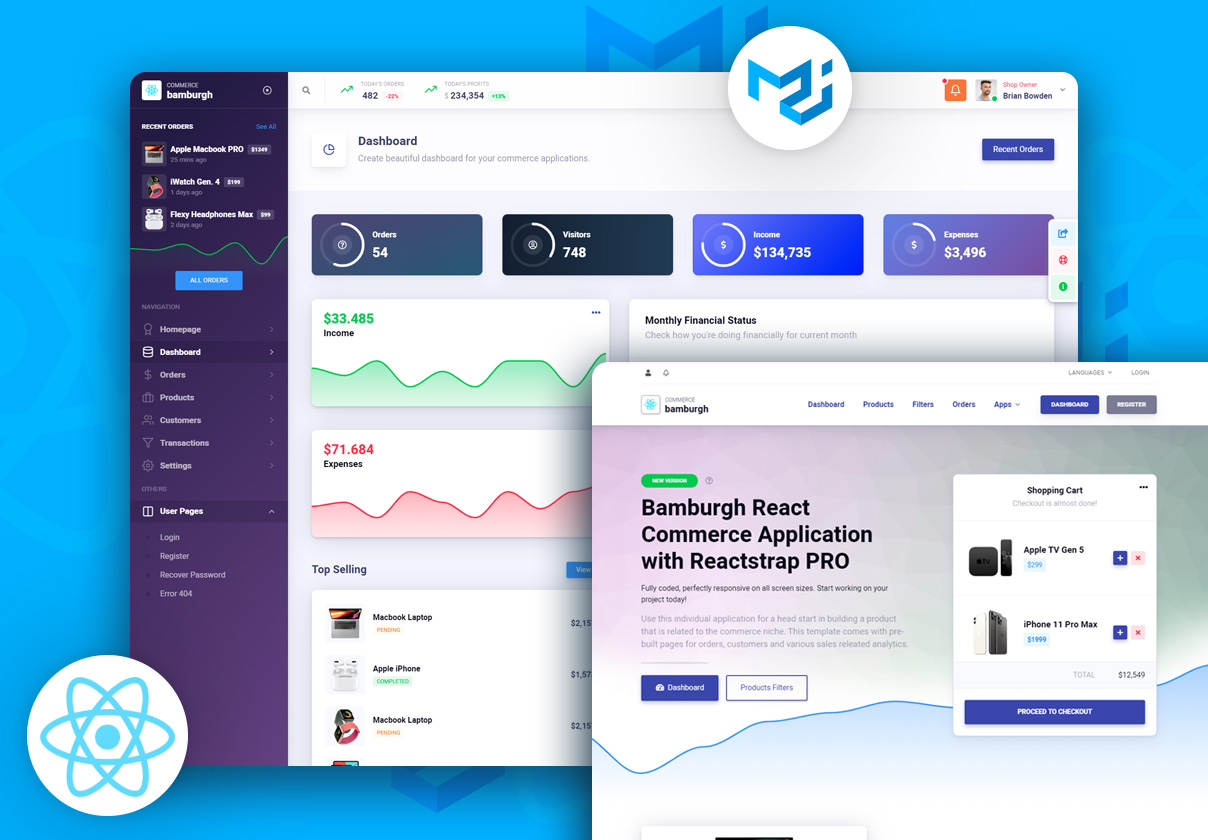 COMMERCE
bamburgh
RECENT ORDERS
See All
Apple Macbook PRO
$1349
25 mins ago
iWatch Gen. 4
$199
1 days ago
Flexy Headphones Max
$99
2 days ago
ALL ORDERS
NAVIGATION
Homepage
Dashboard
Orders
Products
Customers
Transactions
Settings
OTHERS
User Pages
Login
Register
Recover Password
Error 404
TODAY'S ORDERS
482
-22%
TODAY'S PROFITS
$ 234,354
+13%
Shop Owner
Brian Bowden
Dashboard
Create beautiful dashboard for your commerce applications.
Recent Orders
Orders
54
Visitors
748
Income
$134,735
Expenses
$3,496
$33.485
Income
Monthly Financial Status
Check how you're doing financially for current month
$71.684
Expenses
Top Selling
View
Macbook Laptop
PENDING
$2,15
Apple iPhone
COMPLETED
$1,57
Macbook Laptop
PENDING
$2,15
LANGUAGES
LOGIN
COMMERCE
bamburgh
Dashboard
Products
Filters
Orders
Apps
DASHBOARD
REGISTER
NEW VERSION
Bamburgh React
Commerce Application
with Reactstrap PRO
Fully coded, perfectly responsive on all screen sizes. Start working on your
project today!
Use this individual application for a head start in building a product
that is related to the commerce niche. This template comes with pre-
built pages for orders, customers and various sales releated analytics.
Dashboard
Products Filters
Shopping Cart
Checkout is almost done!
Apple TV Gen 5
$299
iPhone 11 Pro Max
$1999
TOTAL
$12,549
PROCEED TO CHECKOUT